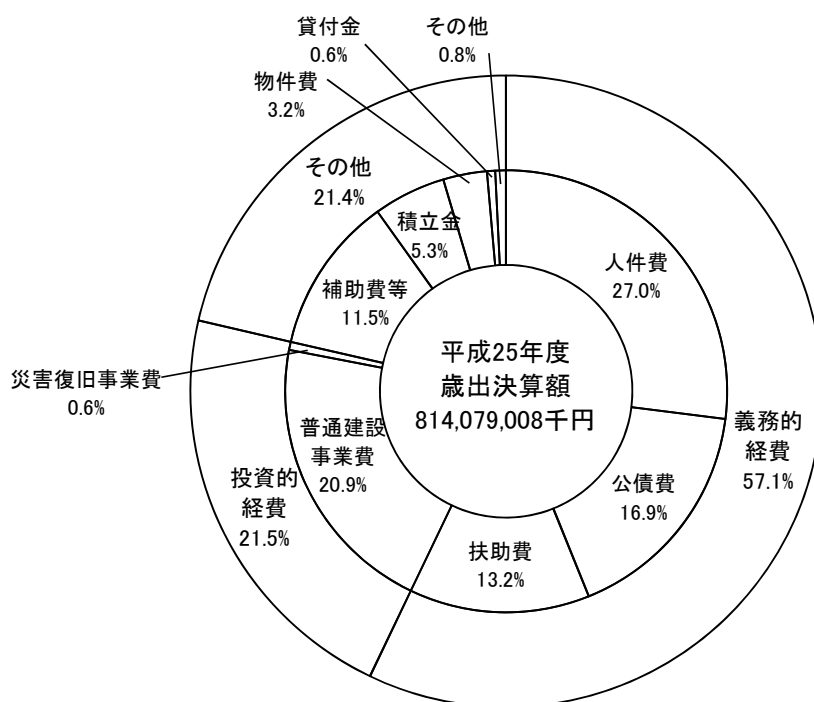 貸付金
0.6%
その他
0.8%
物件費
3.2%
その他
21.4%
積立金
5.3%
人件費
27.0%
補助費等
11.5%
平成25年度
歳出決算額
814,079,008千円
災害復旧事業費
0.6%
普通建設
事業費
20.9%
義務的
経費
57.1%
投資的
経費
21.5%
公債費
16.9%
扶助費
13.2%